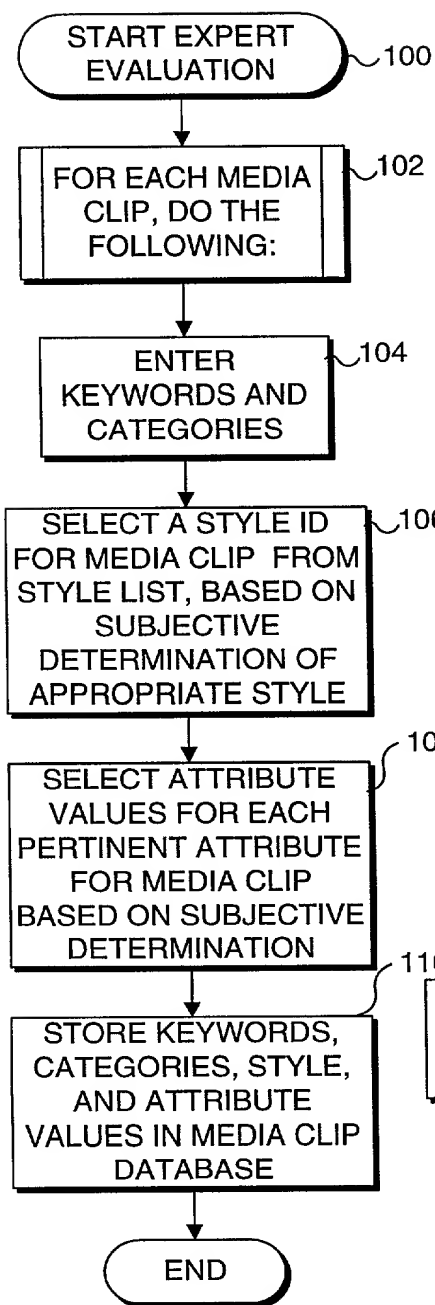 START EXPERT
EVALUATION
100
FOR EACH MEDIA
CLIP, DO THE
FOLLOWING:
102
ENTER
KEYWORDS AND
CATEGORIES
104
SELECT A STYLE ID
FOR MEDIA CLIP FROM
STYLE LIST, BASED ON
SUBJECTIVE
DETERMINATION OF
APPROPRIATE STYLE
106
SELECT ATTRIBUTE
VALUES FOR EACH
PERTINENT ATTRIBUTE
FOR MEDIA CLIP
BASED ON SUBJECTIVE
DETERMINATION
STORE KEYWORDS,
CATEGORIES, STYLE,
AND ATTRIBUTE
VALUES IN MEDIA CLIP
DATABASE
110
END